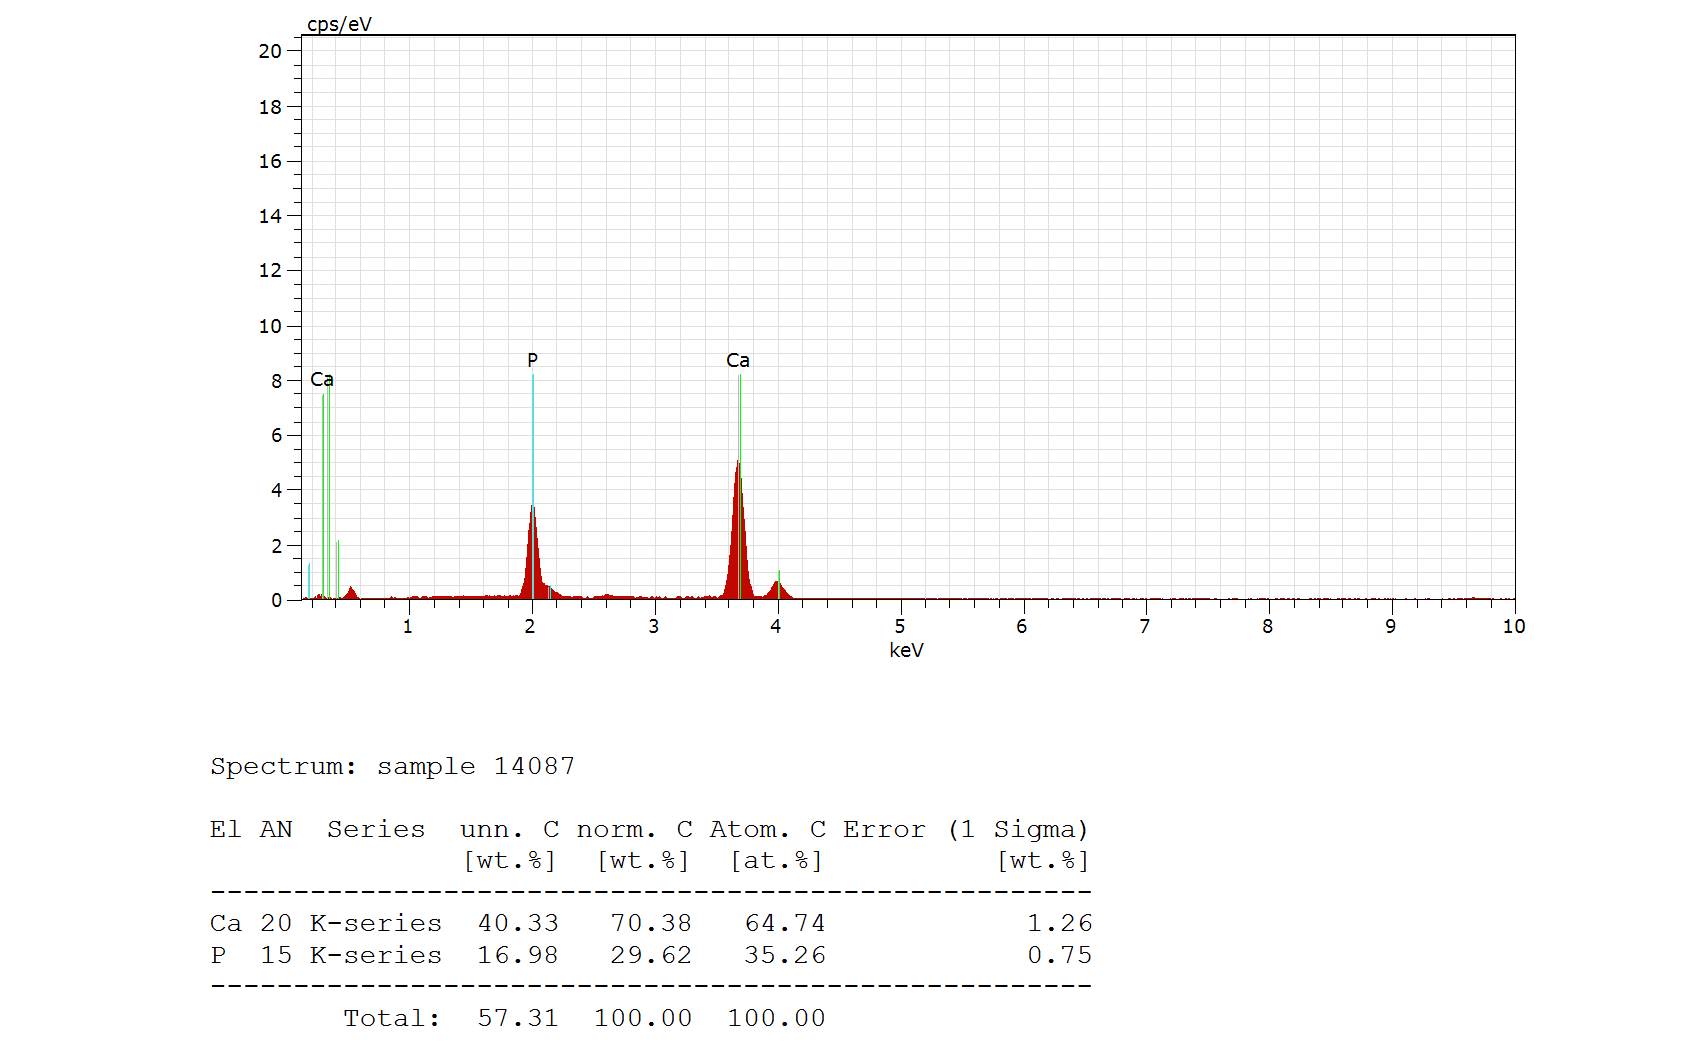 cps/eV
20
18
16
14
12
10
8
6
4
2
0
Ca
P
Ca
1 2 3 4 5 6 7 8 9 10
keV
Spectrum: sample 14087
El AN Series unn. C norm. C Atom. C Error (1 Sigma)
[wt.%] [wt.%] [at.%] [wt.%]
-----------------------------------------------------
Ca 20 K-series 40.33 70.38 64.74 1.26
P 15 K-series 16.98 29.62 35.26 0.75
-----------------------------------------------------
Total: 57.31 100.00 100.00